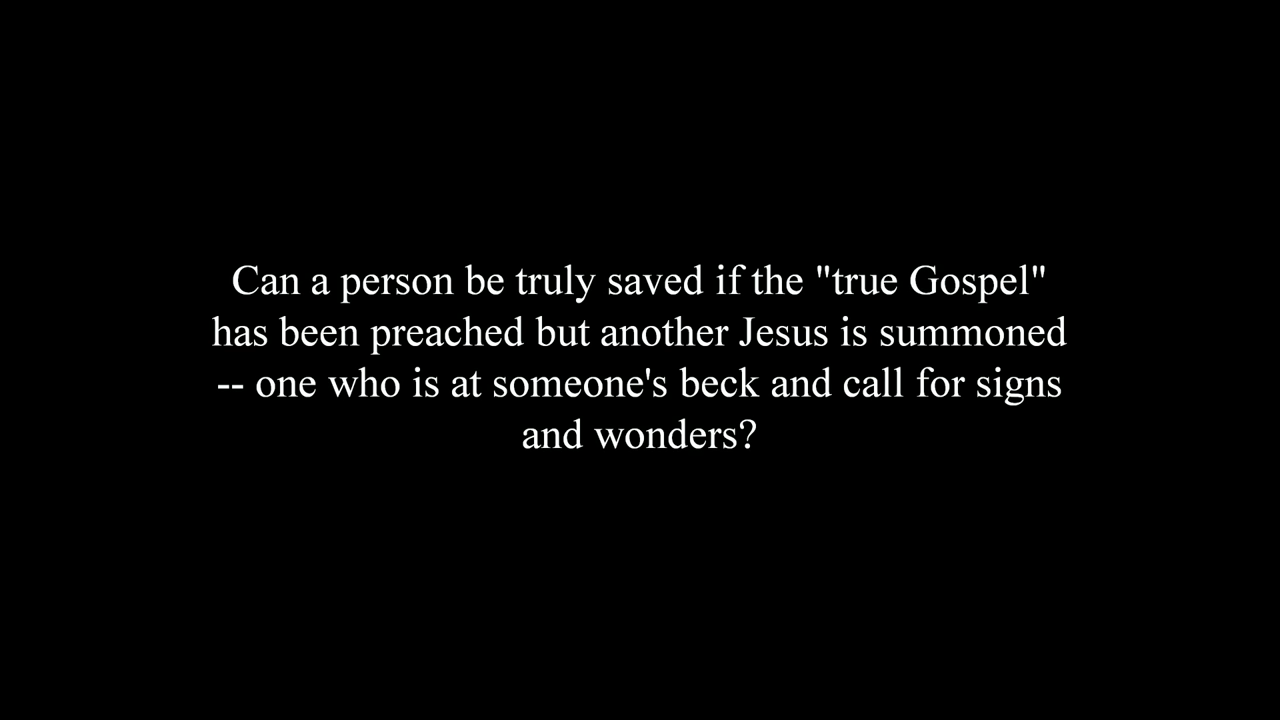 Can a person be truly saved if the "true Gospel"
has been preached but another Jesus is summoned
-- one who is at someone's beck and call for signs
and wonders?